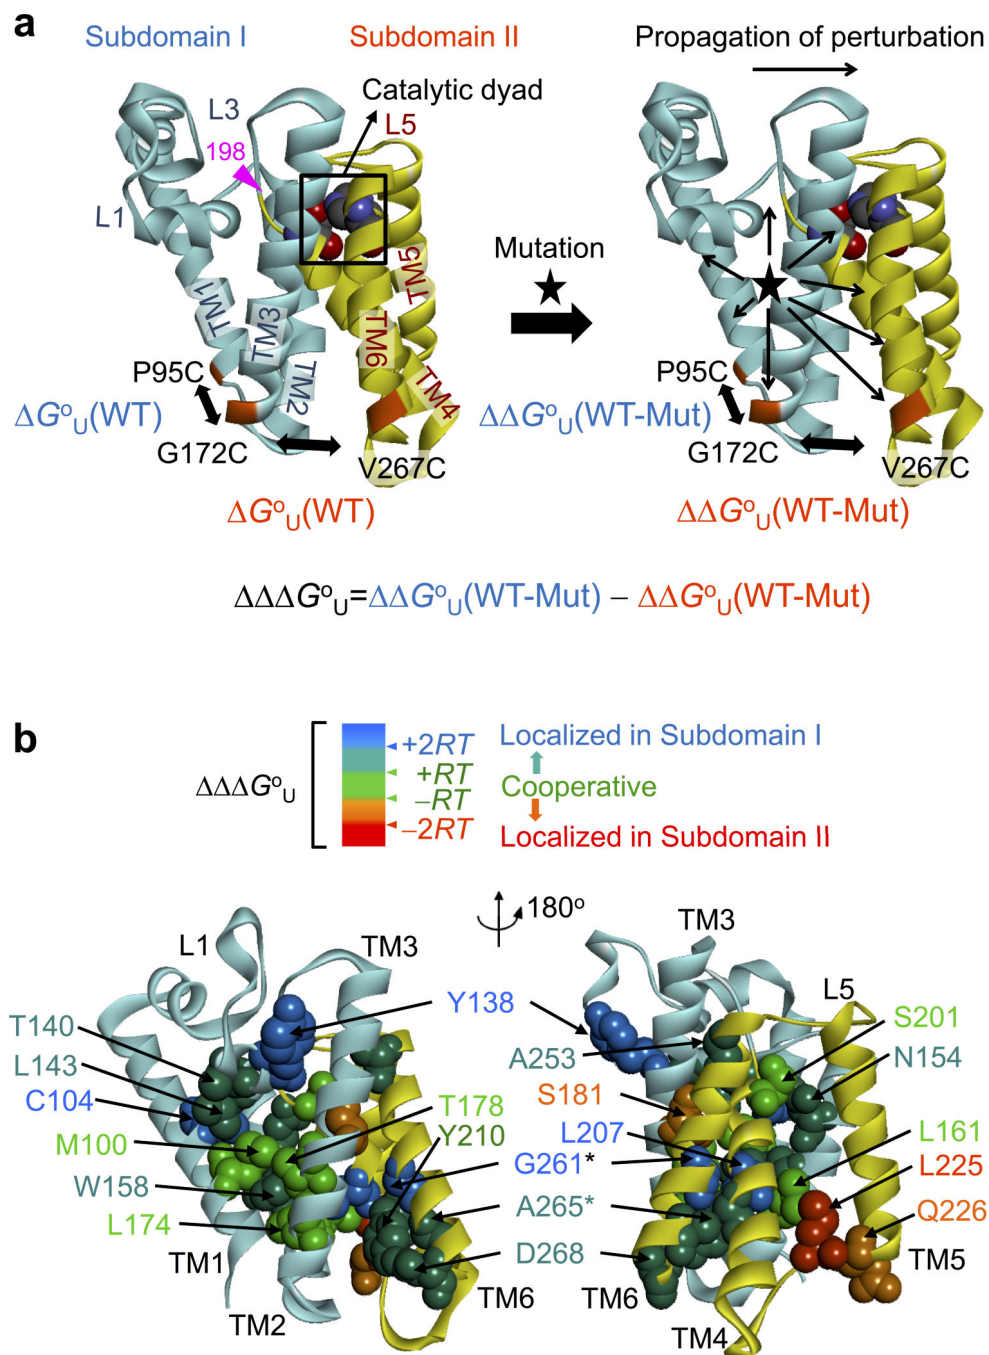 a
Subdomain I
Subdomain II
Propagation of perturbation
Catalytic dyad
L3
L5
198
L1
Mutation
TM1
TM3
TM2
TM5
TM6
TM4
P95C
G172C
V267C
ΔG°U(WT)
ΔG°U(WT)
P95C
G172C
V267C
ΔΔG°U(WT-Mut)
ΔΔG°U(WT-Mut)
ΔΔΔG°U=ΔΔG°U(WT-Mut) – ΔΔG°U(WT-Mut)
b
ΔΔΔG°U
+2RT
+RT
–RT
–2RT
Localized in Subdomain I
Cooperative
Localized in Subdomain II
180°
L1
TM3
T140
L143
C104
M100
W158
L174
TM1
TM2
T178
Y210
TM6
Y138
G261*
A265*
D268
TM3
L5
A253
S181
L207
S201
N154
L161
L225
Q226
TM5
TM6
TM4